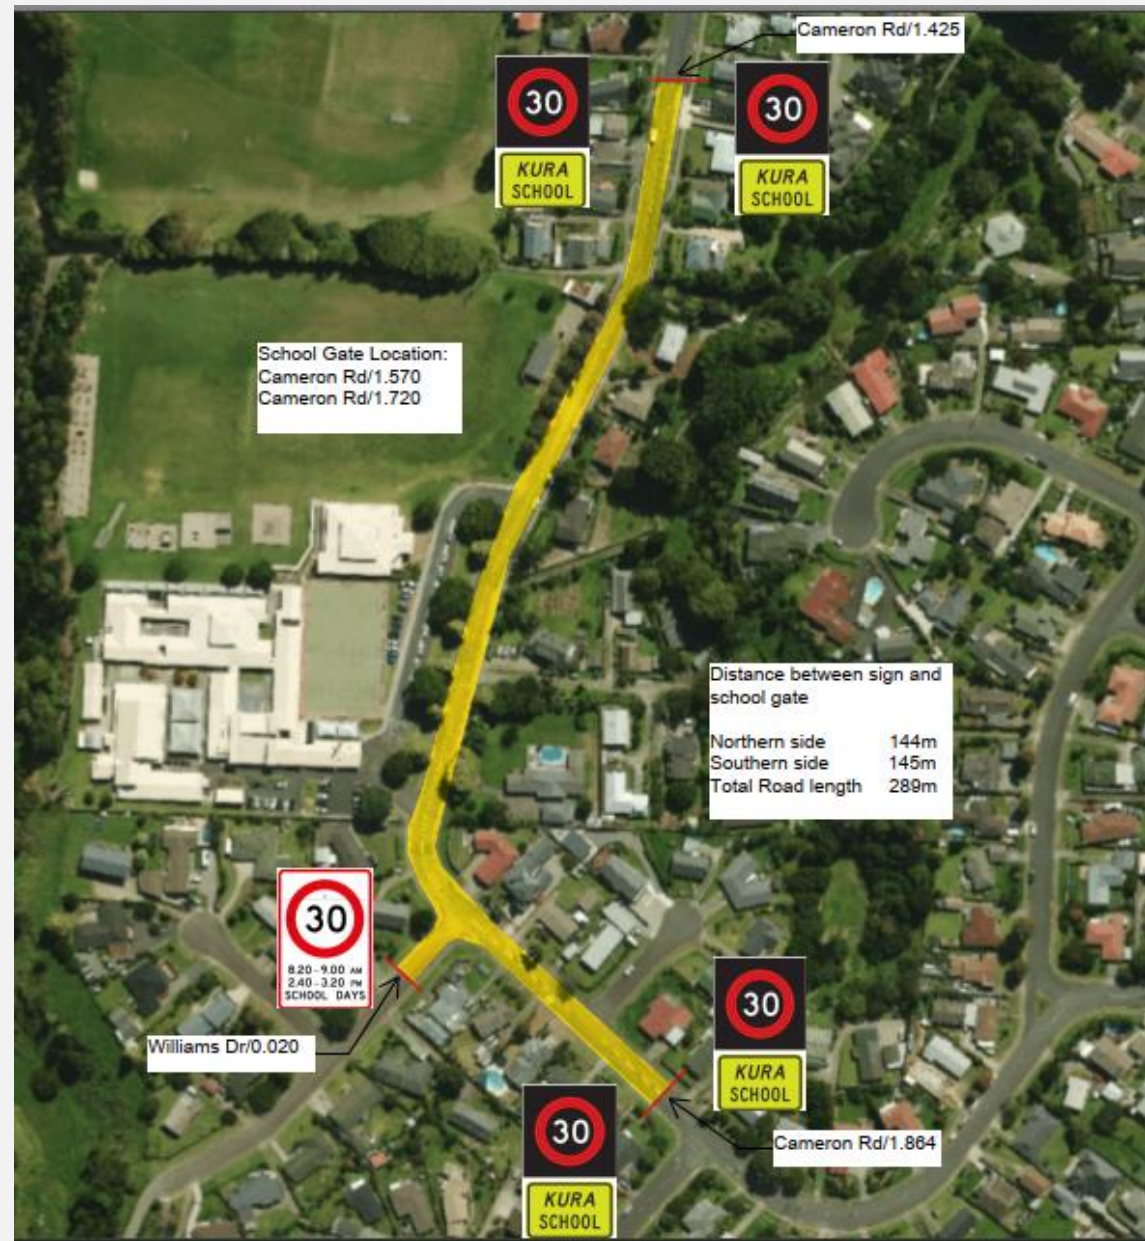 Cameron Rd/1.425
30
KURA
SCHOOL
30
KURA
SCHOOL
School Gate Location:
Cameron Rd/1.570
Cameron Rd/1.720
Distance between sign and
school gate
Northern side 144m
Southern side 145m
Total Road length 289m
30
8.20-9.00 AM
2.40-3.20 PM
SCHOOL DAYS
Williams Dr/0.020
30
KURA
SCHOOL
30
KURA
SCHOOL
Cameron Rd/1.864